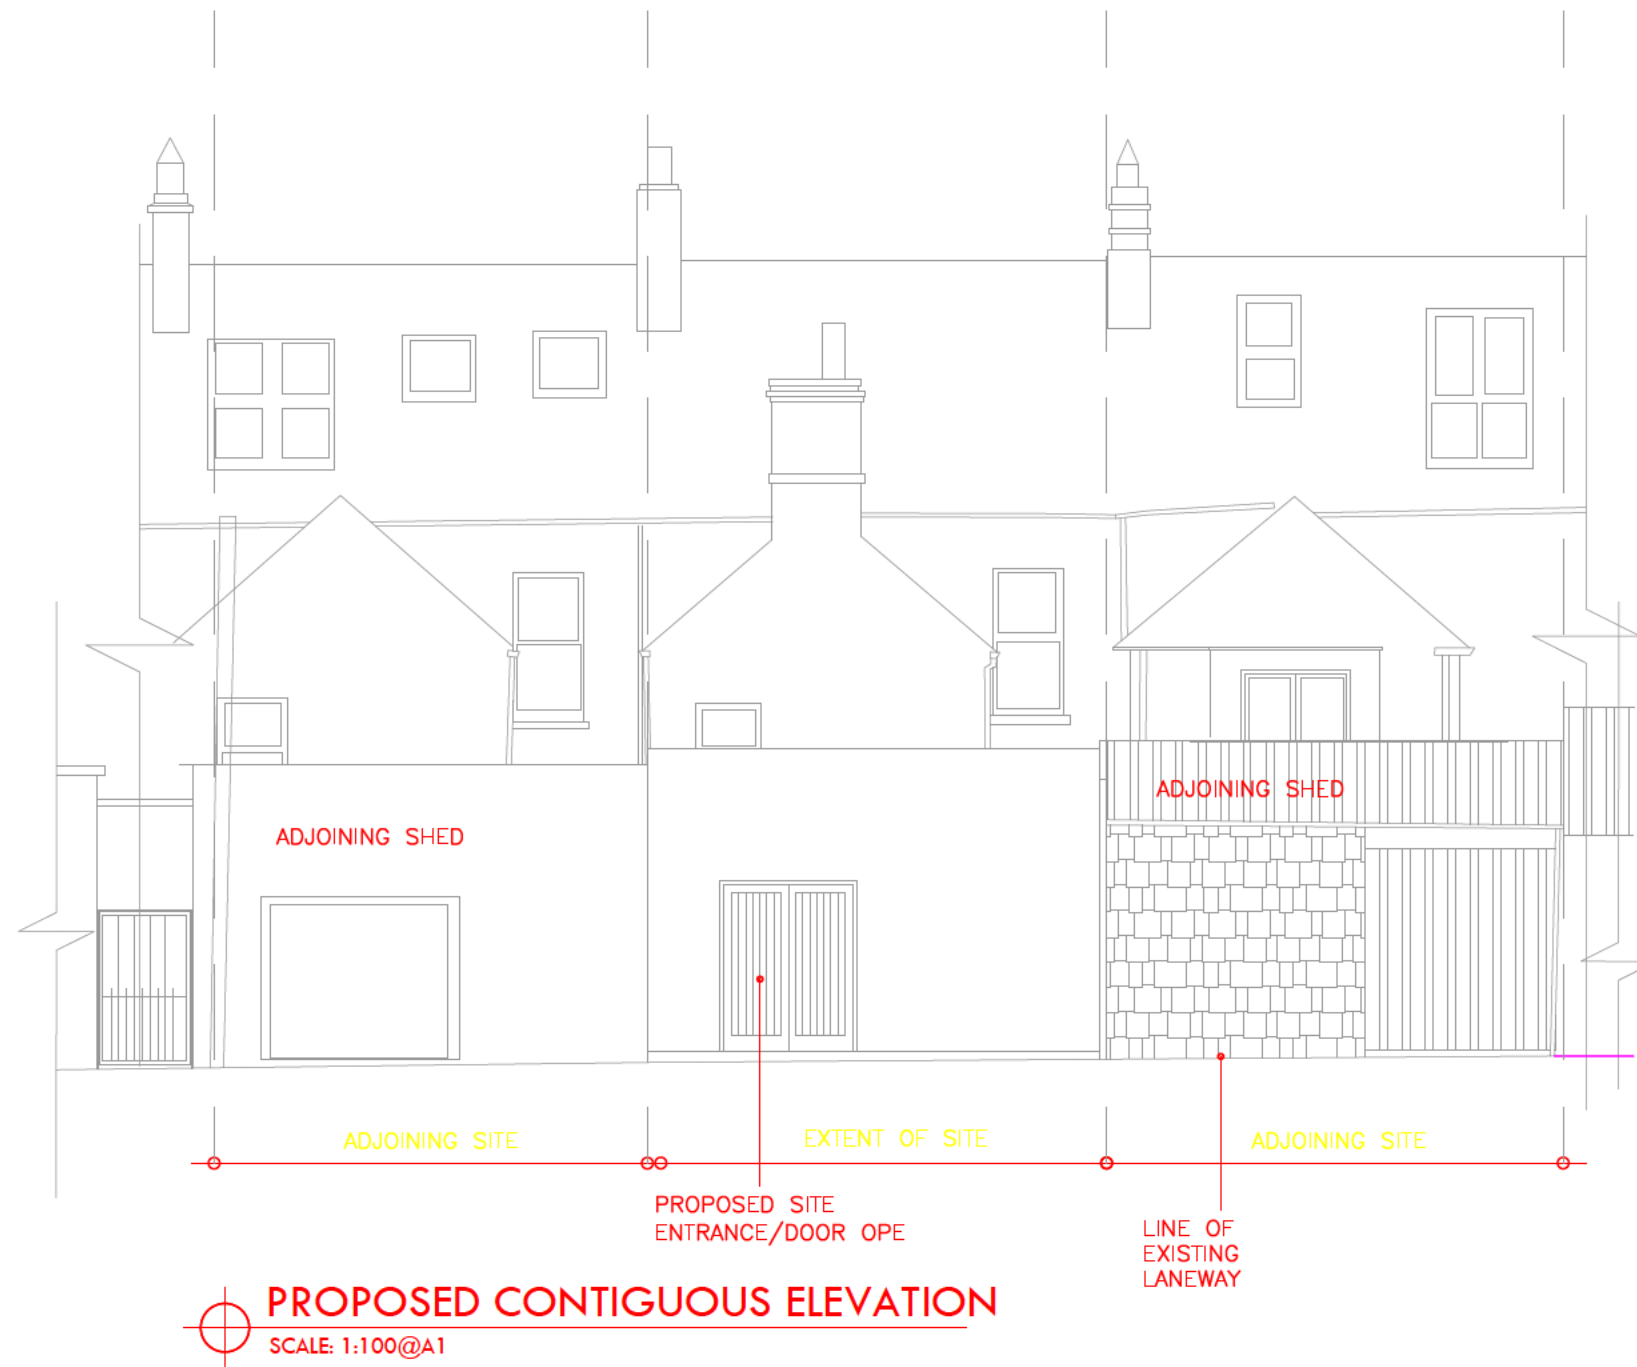 ADJOINING SHED
ADJOINING SHED
ADJOINING SITE
EXTENT OF SITE
ADJOINING SITE
PROPOSED SITE
ENTRANCE/DOOR OPE
LINE OF
EXISTING
LANEWAY
PROPOSED CONTIGUOUS ELEVATION
SCALE: 1:100@A1